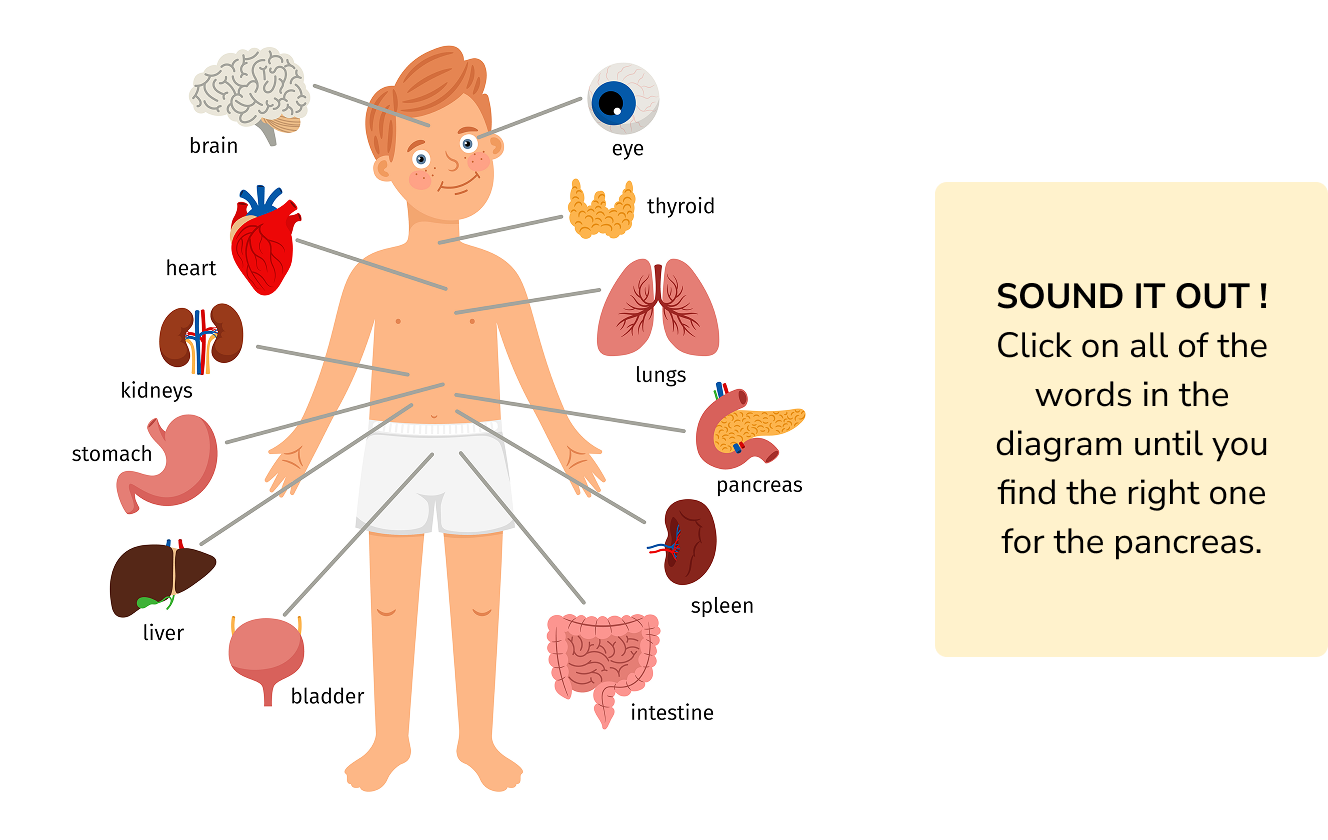 brain
eye
thyroid
heart
lungs
kidneys
stomach
pancreas
spleen
liver
bladder
intestine
SOUND IT OUT !
Click on all of the
words in the
diagram until you
find the right one
for the pancreas.